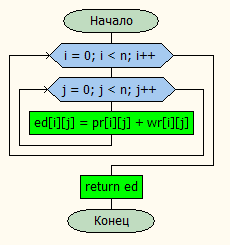 Начало
i = 0; i < n; i++
j = 0; j < n; j++
ed[i][j] = pr[i][j] + wr[i][j]
return ed
Конец